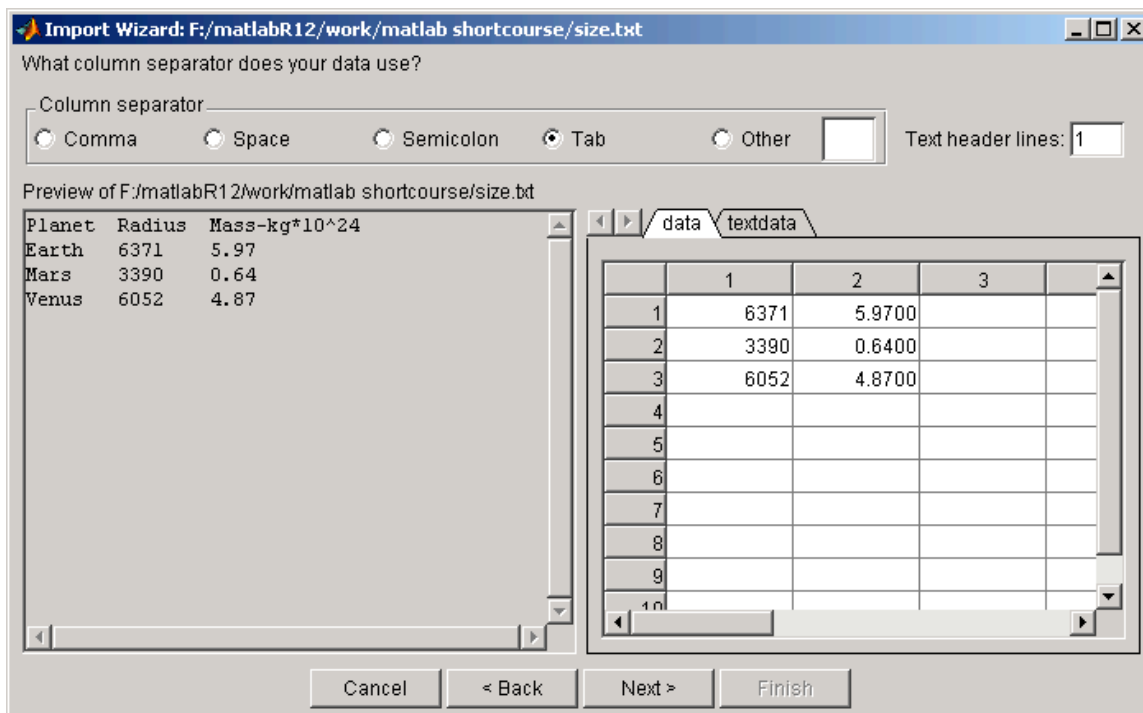 Import Wizard: F:/matlabR12/work/matlab shortcourse/size.txt
What column separator does your data use?
Column separator
Comma Space Semicolon Tab Other Text header lines: 1
Preview of F:/matlabR12/work/matlab shortcourse/size.txt
Planet Radius Mass-kg*10^24
Earth 6371 5.97
Mars 3390 0.64
Venus 6052 4.87
data textdata
1 2 3
1 6371 5.9700
2 3390 0.6400
3 6052 4.8700
4
5
6
7
8
9
10
Cancel < Back Next > Finish